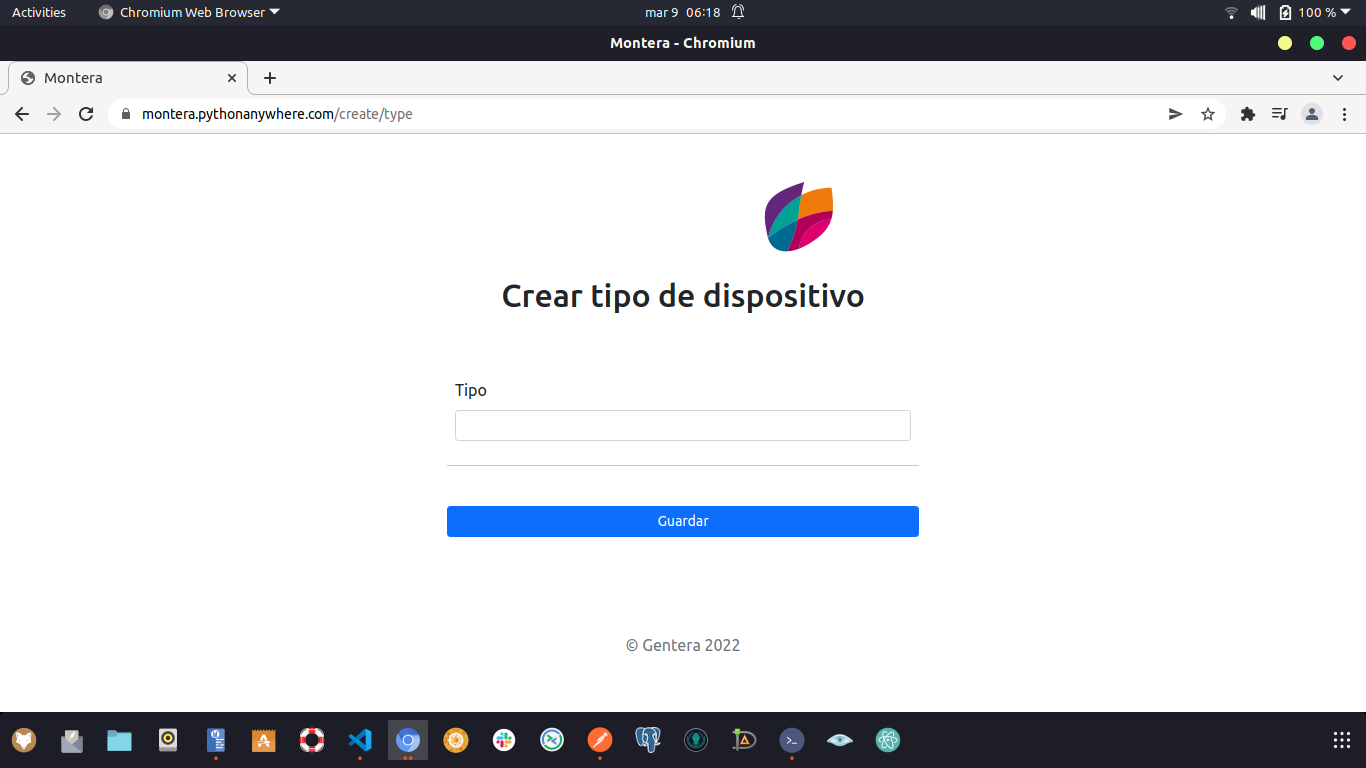 Activities Chromium Web Browser mar 9 06:18 100 %
Montera - Chromium
Montera
montera.pythonanywhere.com/create/type
Crear tipo de dispositivo
Tipo
Guardar
© Gentera 2022